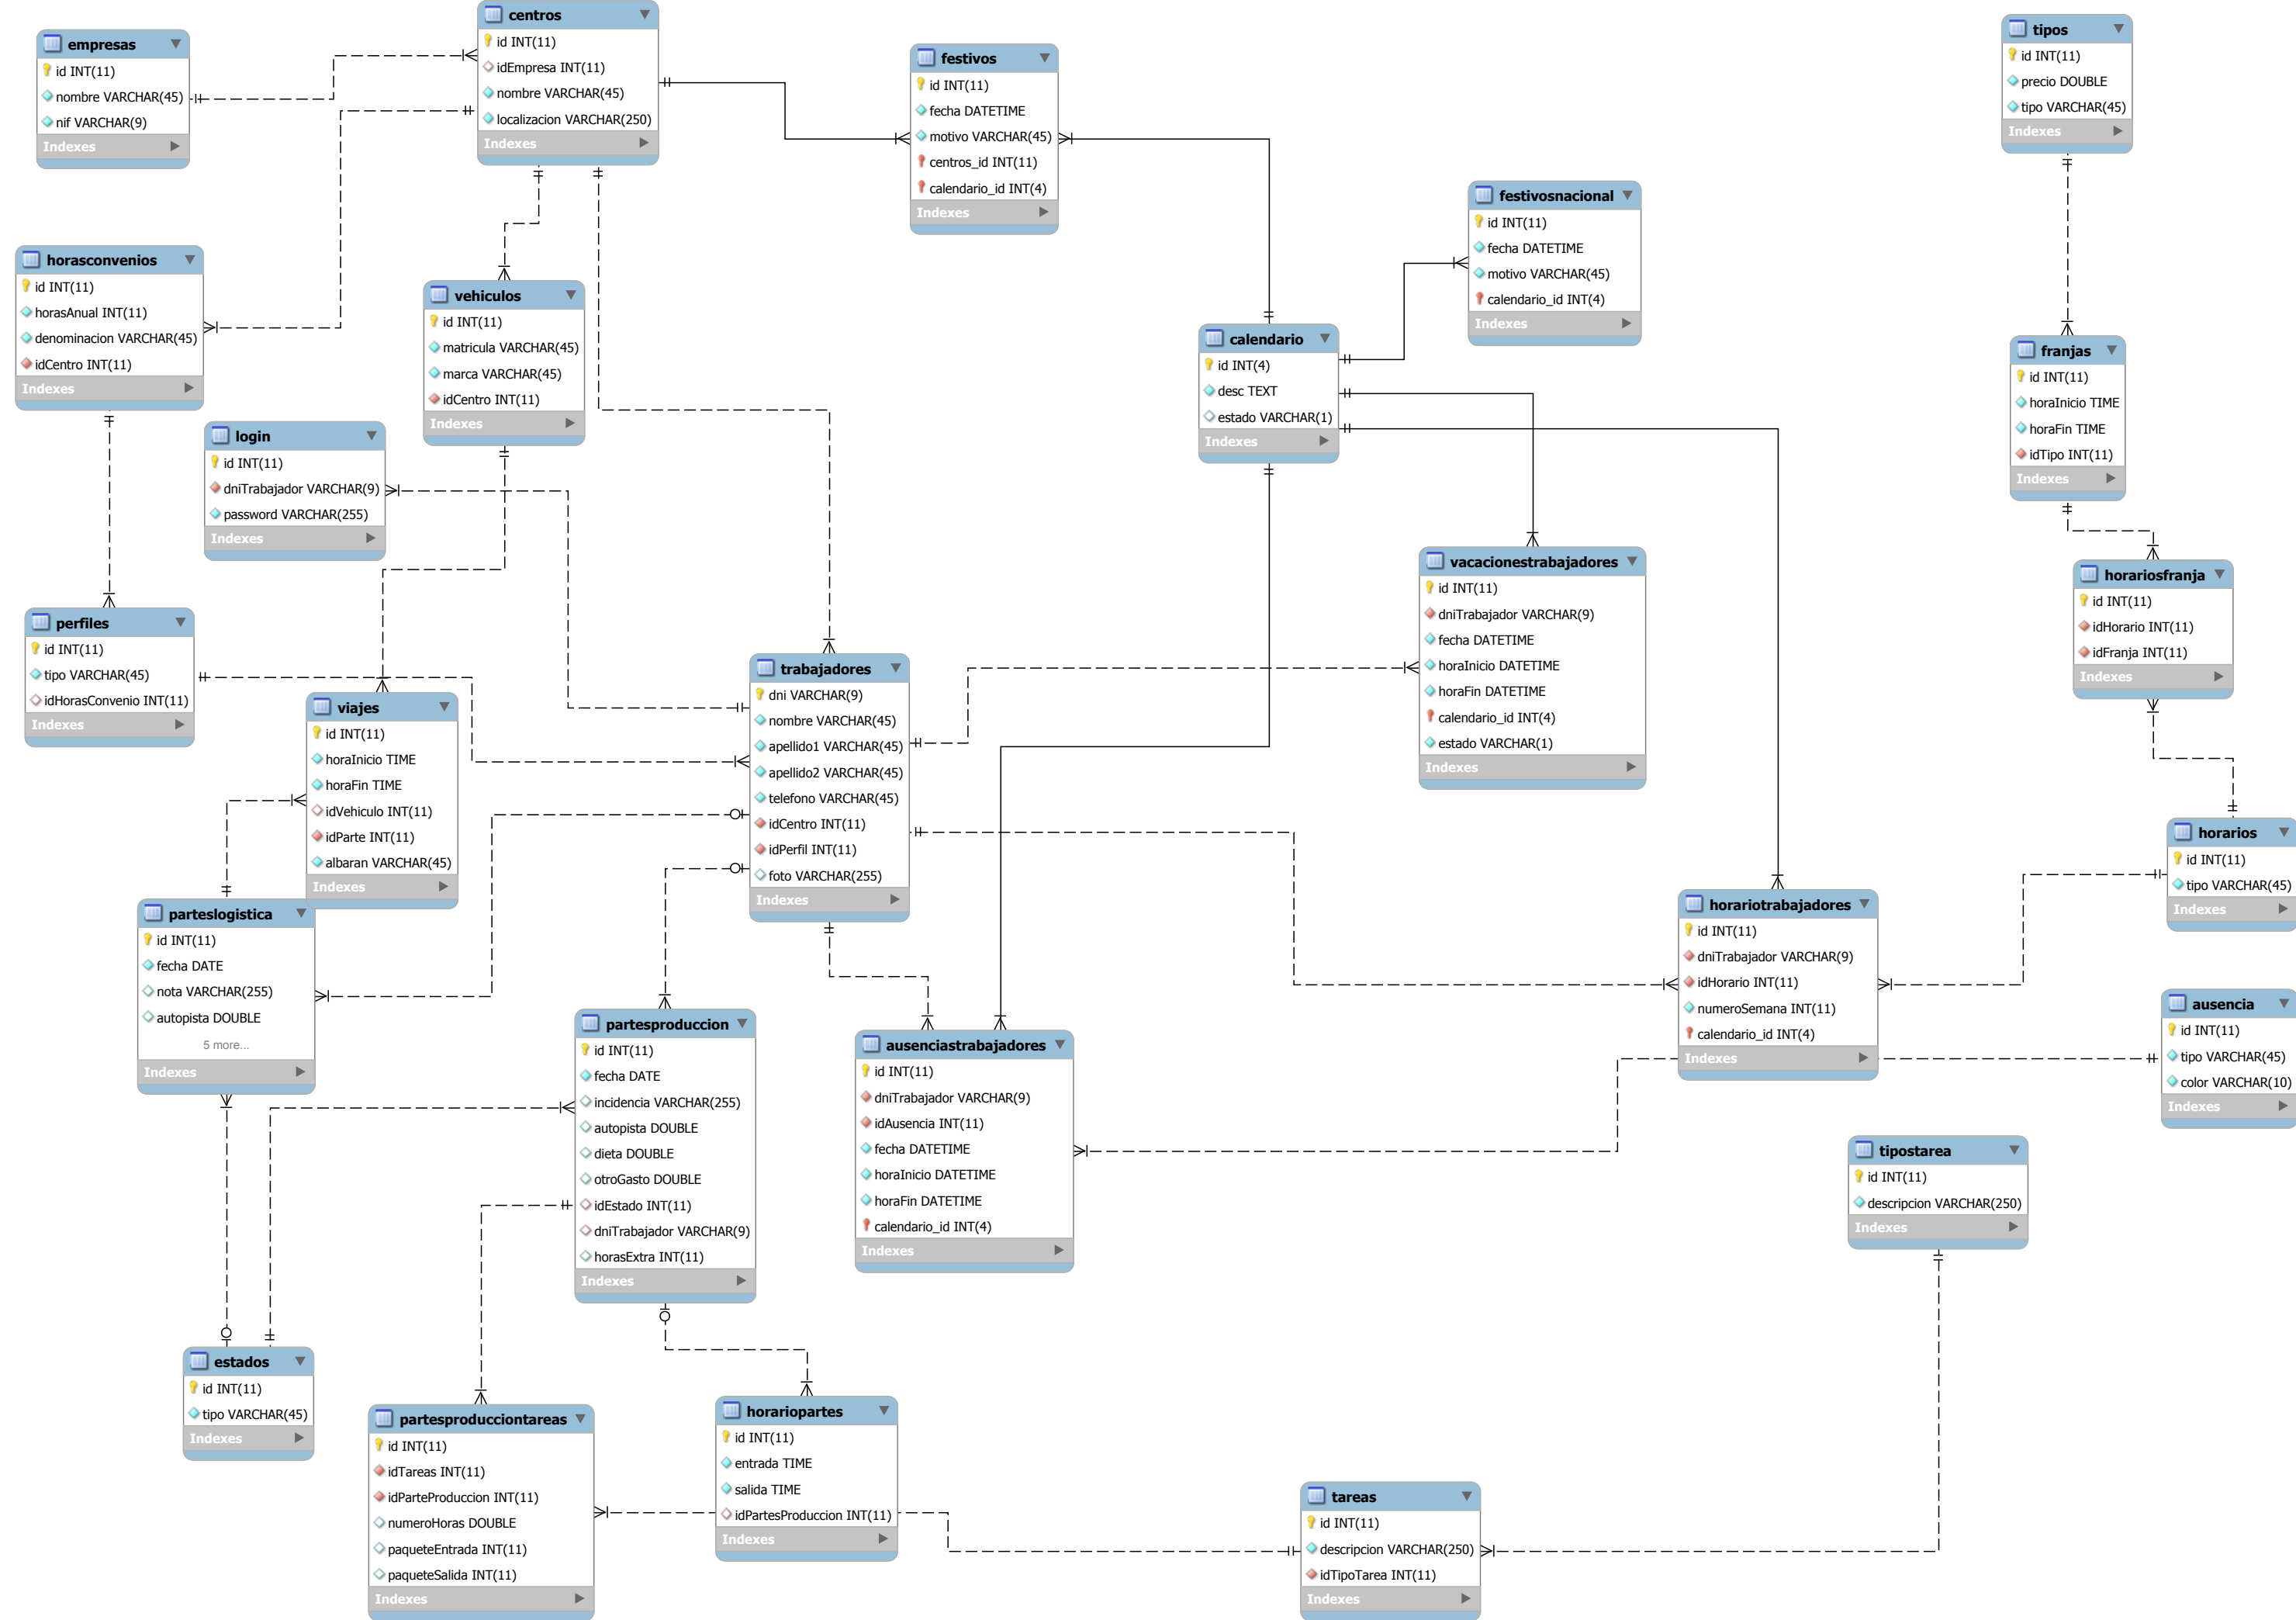 centros
id INT(11)
idEmpresa INT(11)
nombre VARCHAR(45)
localizacion VARCHAR(250)
Indexes
empresas
id INT(11)
nombre VARCHAR(45)
nif VARCHAR(9)
Indexes
festivos
id INT(11)
fecha DATETIME
motivo VARCHAR(45)
centros_id INT(11)
calendario_id INT(4)
Indexes
tipos
id INT(11)
precio DOUBLE
tipo VARCHAR(45)
Indexes
festivosnacional
id INT(11)
fecha DATETIME
motivo VARCHAR(45)
calendario_id INT(4)
Indexes
horasconvenios
id INT(11)
horasAnual INT(11)
denominacion VARCHAR(45)
idCentro INT(11)
Indexes
vehiculos
id INT(11)
matricula VARCHAR(45)
marca VARCHAR(45)
idCentro INT(11)
Indexes
calendario
id INT(4)
desc TEXT
estado VARCHAR(1)
Indexes
franjas
id INT(11)
horaInicio TIME
horaFin TIME
idTipo INT(11)
Indexes
login
id INT(11)
dniTrabajador VARCHAR(9)
password VARCHAR(255)
Indexes
vacacionestrabajadores
id INT(11)
dniTrabajador VARCHAR(9)
fecha DATETIME
horaInicio DATETIME
horaFin DATETIME
calendario_id INT(4)
estado VARCHAR(1)
Indexes
horariosfranja
id INT(11)
idHorario INT(11)
idFranja INT(11)
Indexes
perfiles
id INT(11)
tipo VARCHAR(45)
idHorasConvenio INT(11)
Indexes
trabajadores
dni VARCHAR(9)
nombre VARCHAR(45)
apellido1 VARCHAR(45)
apellido2 VARCHAR(45)
telefono VARCHAR(45)
idCentro INT(11)
idPerfil INT(11)
foto VARCHAR(255)
Indexes
viajes
id INT(11)
horaInicio TIME
horaFin TIME
idVehiculo INT(11)
idParte INT(11)
albaran VARCHAR(45)
Indexes
horarios
id INT(11)
tipo VARCHAR(45)
Indexes
horariotrabajadores
id INT(11)
dniTrabajador VARCHAR(9)
idHorario INT(11)
numeroSemana INT(11)
calendario_id INT(4)
Indexes
parteslogistica
id INT(11)
fecha DATE
nota VARCHAR(255)
autopista DOUBLE
5 more...
Indexes
ausencia
id INT(11)
tipo VARCHAR(45)
color VARCHAR(10)
Indexes
partesproduccion
id INT(11)
fecha DATE
incidencia VARCHAR(255)
autopista DOUBLE
dieta DOUBLE
otroGasto DOUBLE
idEstado INT(11)
dniTrabajador VARCHAR(9)
horasExtra INT(11)
Indexes
ausenciastrabajadores
id INT(11)
dniTrabajador VARCHAR(9)
idAusencia INT(11)
fecha DATETIME
horaInicio DATETIME
horaFin DATETIME
calendario_id INT(4)
Indexes
tipostarea
id INT(11)
descripcion VARCHAR(250)
Indexes
estados
id INT(11)
tipo VARCHAR(45)
Indexes
partesproducciontareas
id INT(11)
idTareas INT(11)
idParteProduccion INT(11)
numeroHoras DOUBLE
paqueteEntrada INT(11)
paqueteSalida INT(11)
Indexes
horariopartes
id INT(11)
entrada TIME
salida TIME
idPartesProduccion INT(11)
Indexes
tareas
id INT(11)
descripcion VARCHAR(250)
idTipoTarea INT(11)
Indexes